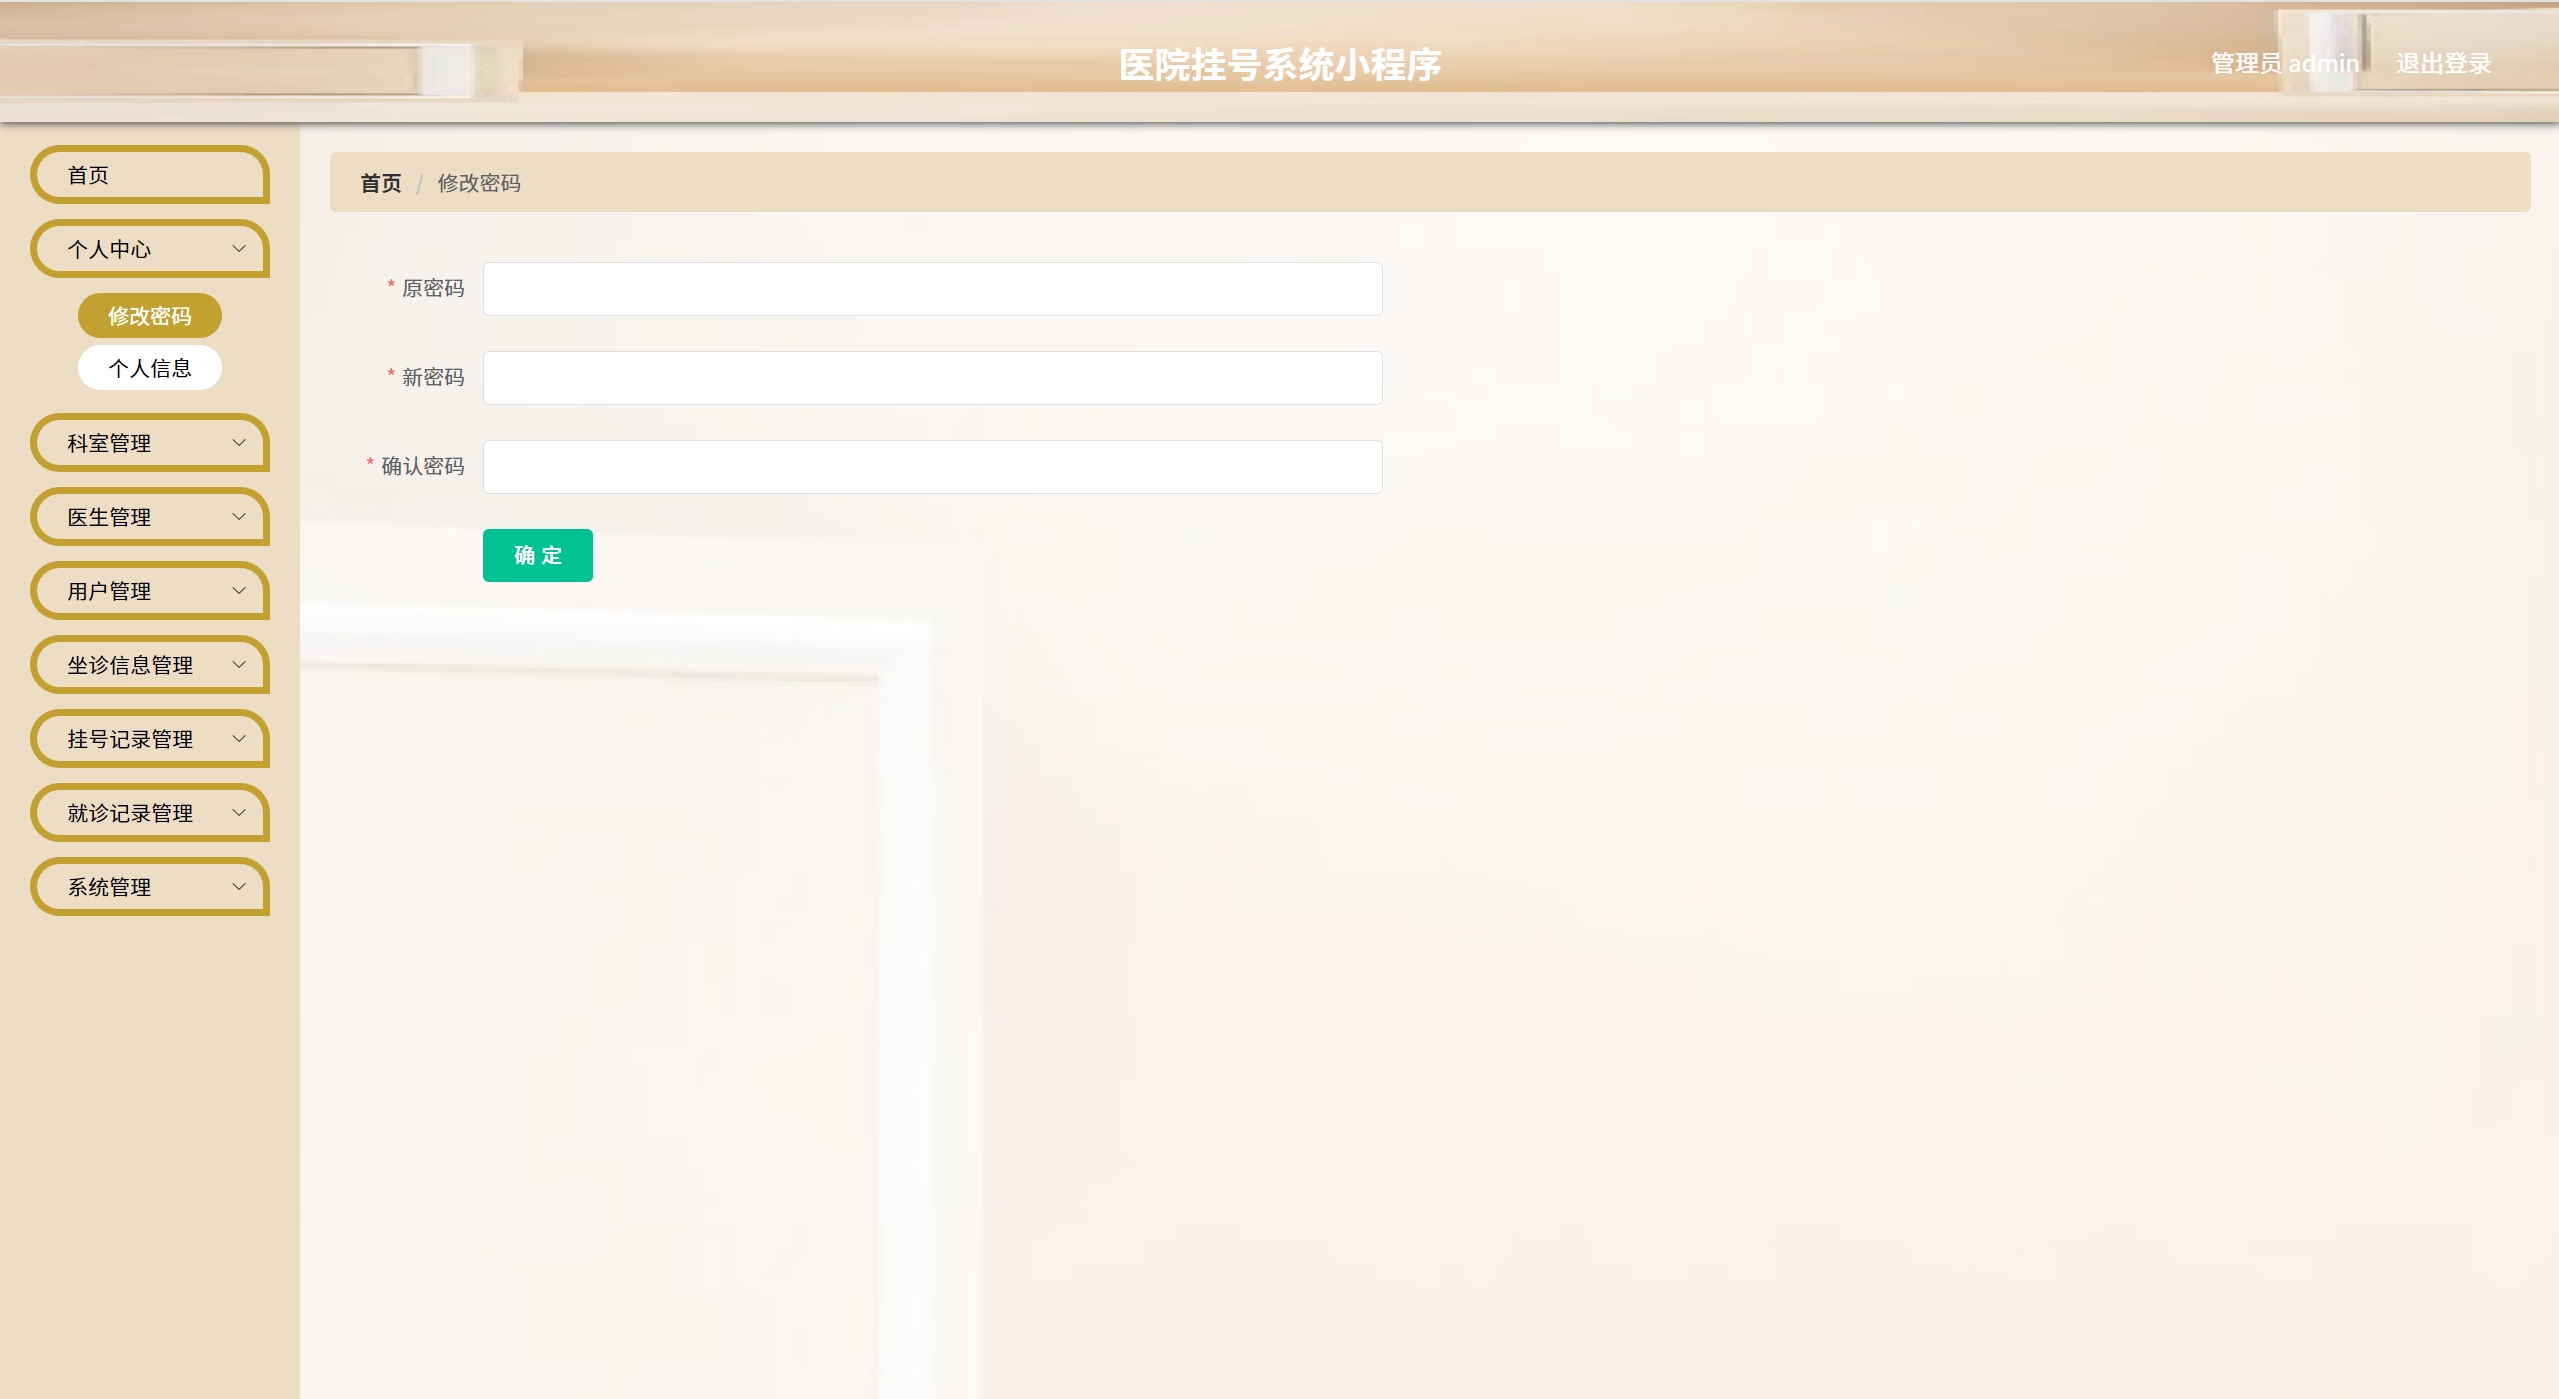 医院挂号系统小程序
管理员 admin
退出登录
首页
个人中心
修改密码
个人信息
科室管理
医生管理
用户管理
坐诊信息管理
挂号记录管理
就诊记录管理
系统管理
首页 / 修改密码
* 原密码
* 新密码
* 确认密码
确 定